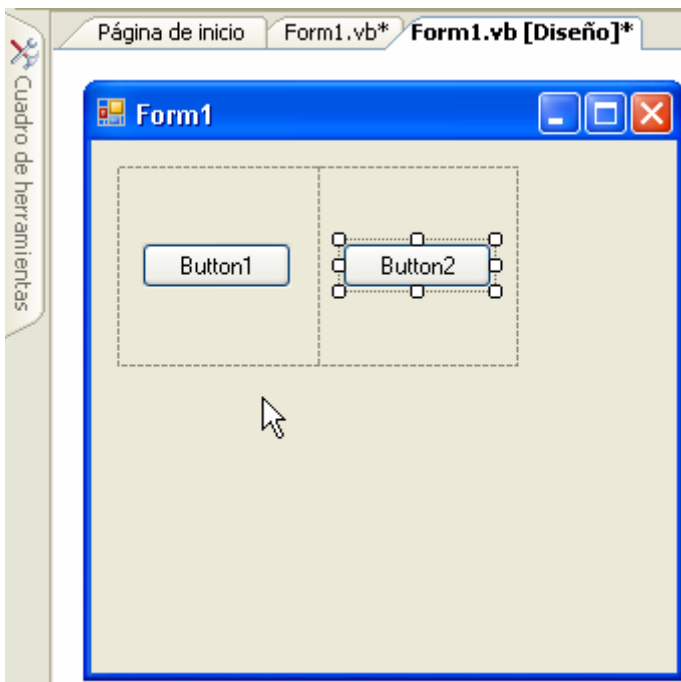 Página de inicio
Form1.vb*
Form1.vb [Diseño]*
Cuadro de herramientas
Form1
Button1
Button2